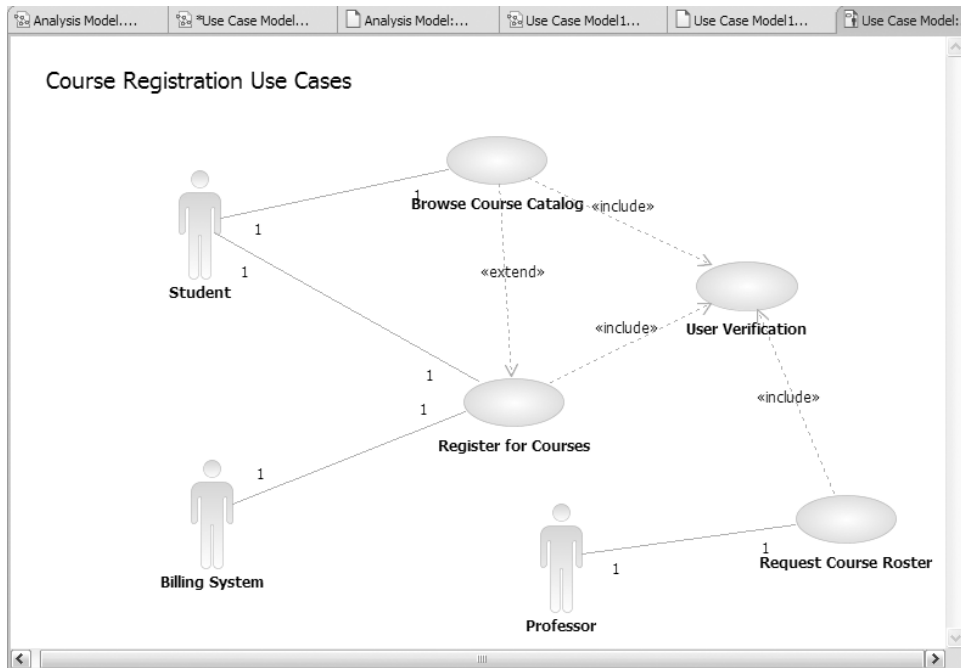 Analysis Model....
*Use Case Model...
Analysis Model:...
Use Case Model1...
Use Case Model1...
Use Case Model:
Course Registration Use Cases
1
Browse Course Catalog
«include»
1
1
«extend»
Student
User Verification
«include»
1
1
«include»
Register for Courses
1
1
Request Course Roster
1
Billing System
Professor